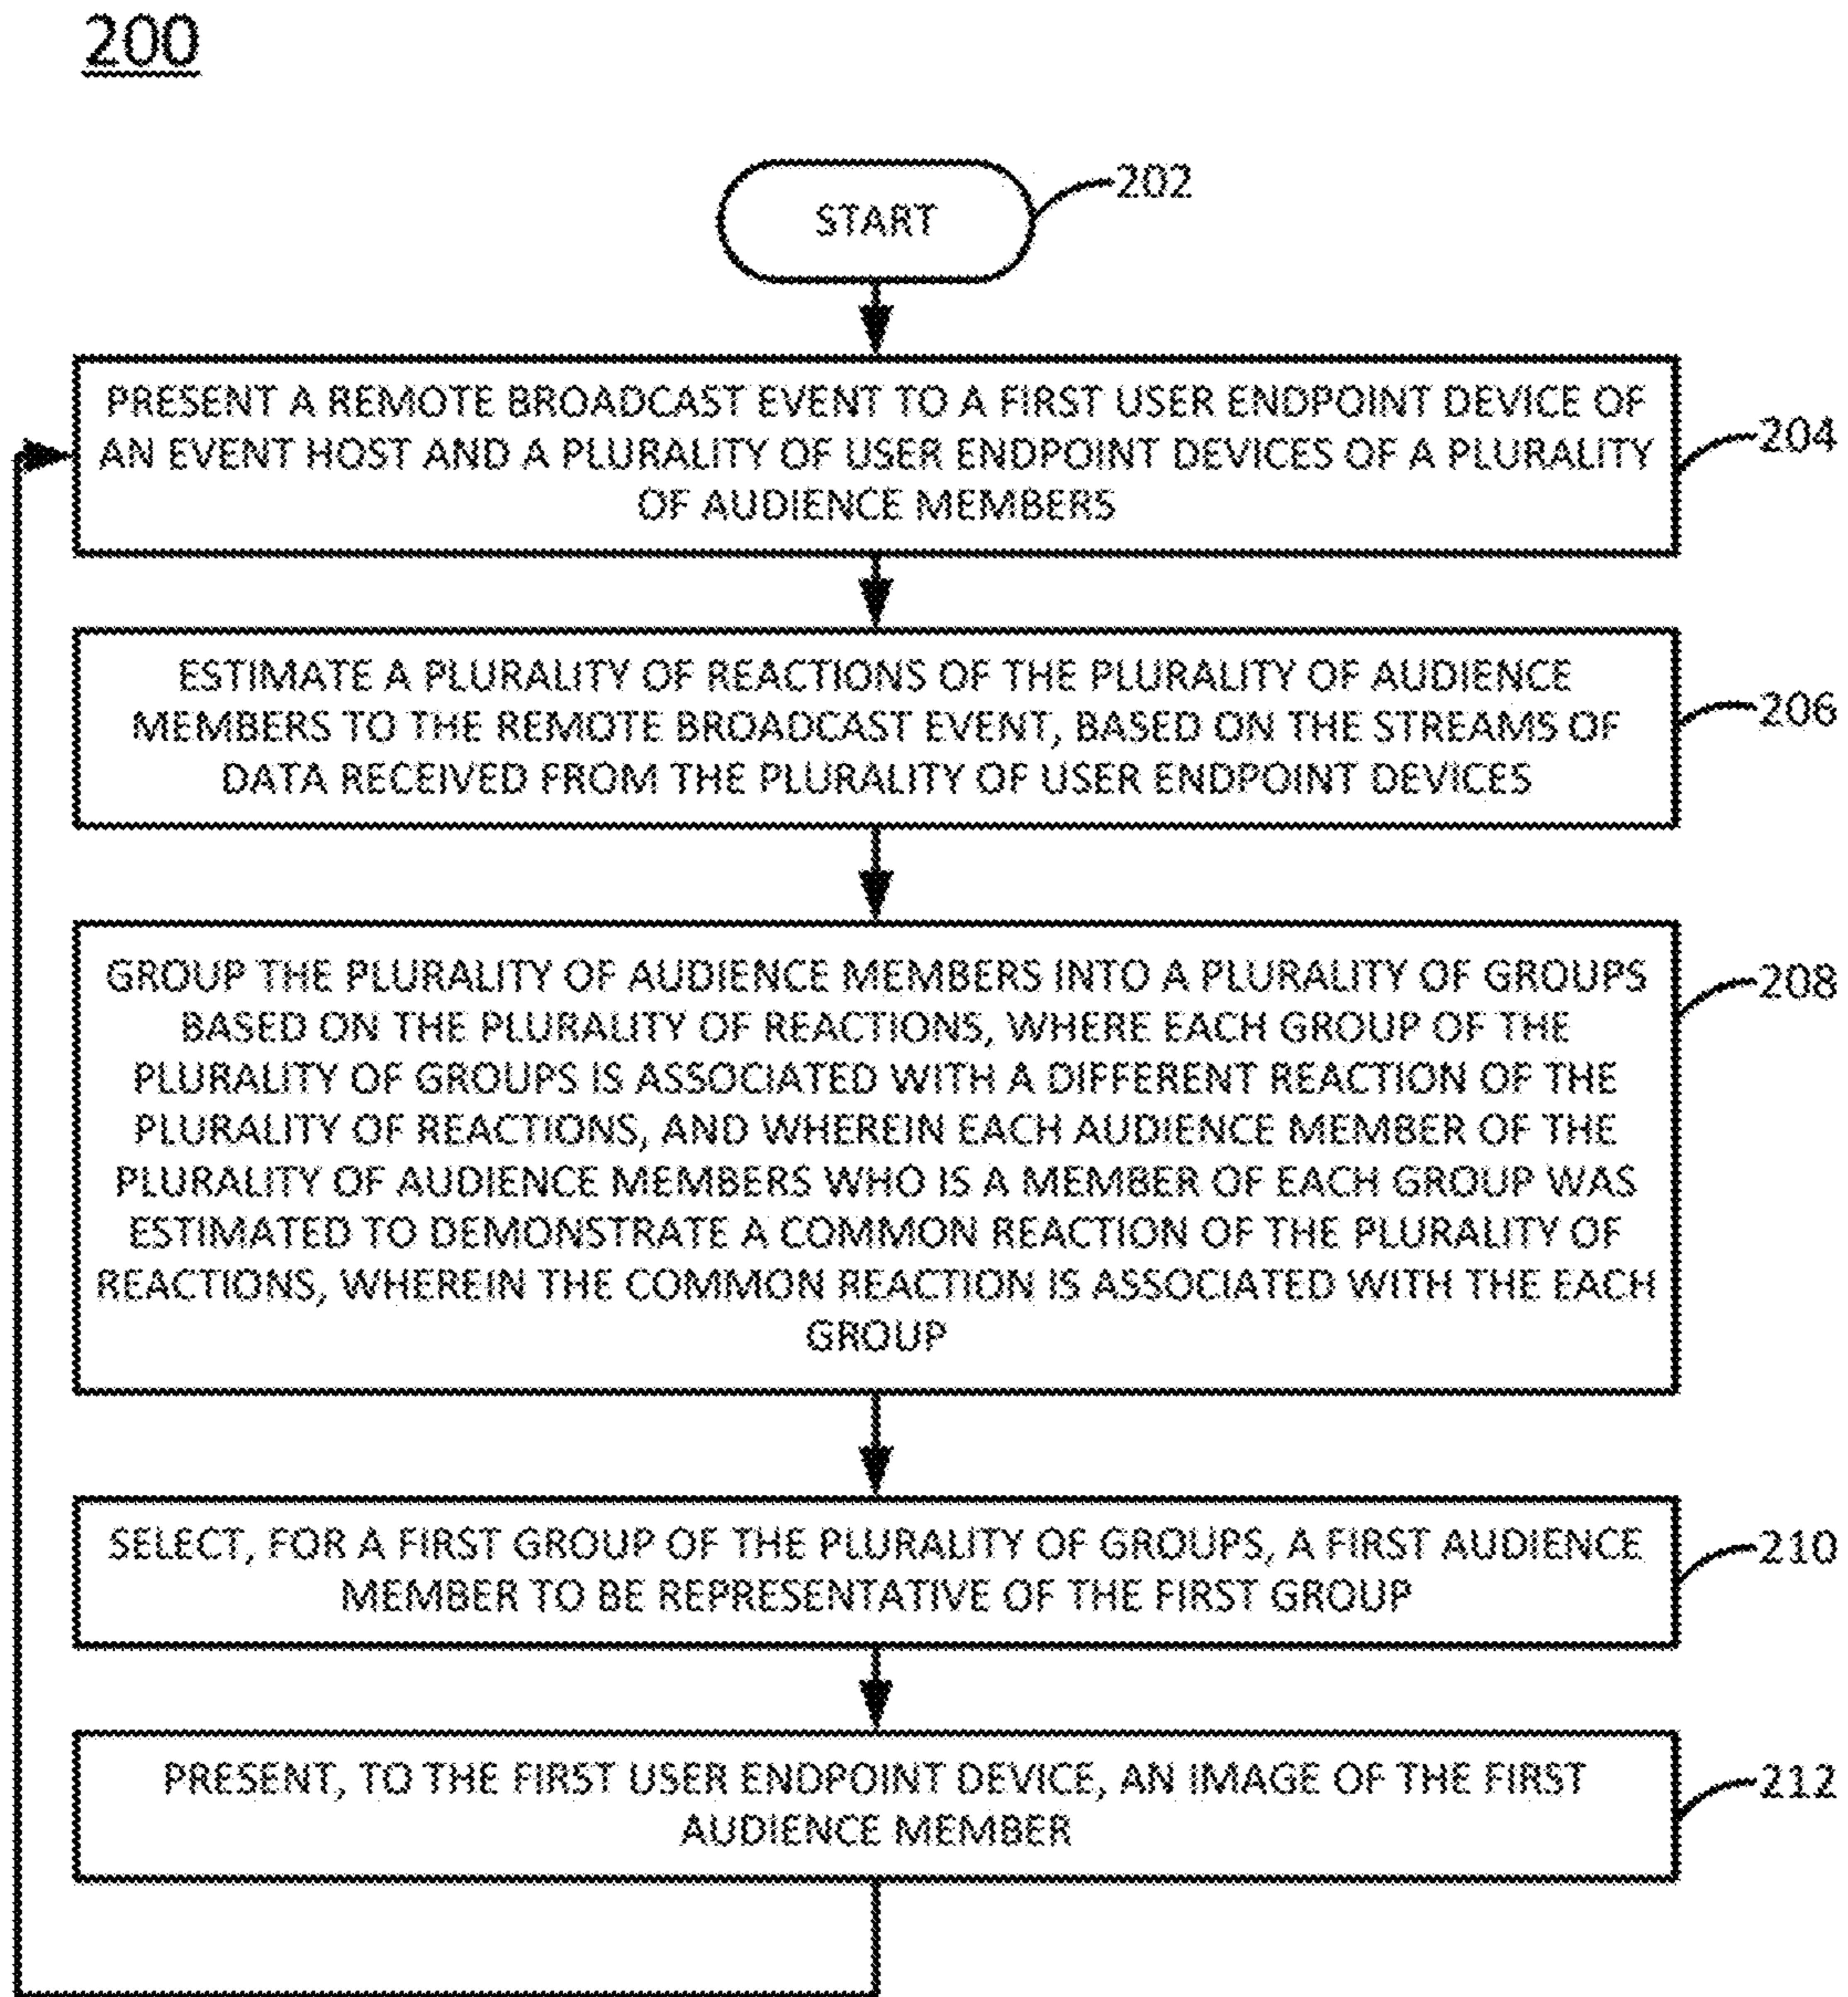 200
START
202
PRESENT A REMOTE BROADCAST EVENT TO A FIRST USER ENDPOINT DEVICE OF
AN EVENT HOST AND A PLURALITY OF USER ENDPOINT DEVICES OF A PLURALITY
OF AUDIENCE MEMBERS
204
ESTIMATE A PLURALITY OF REACTIONS OF THE PLURALITY OF AUDIENCE
MEMBERS TO THE REMOTE BROADCAST EVENT, BASED ON THE STREAMS OF
DATA RECEIVED FROM THE PLURALITY OF USER ENDPOINT DEVICES
206
GROUP THE PLURALITY OF AUDIENCE MEMBERS INTO A PLURALITY OF GROUPS
BASED ON THE PLURALITY OF REACTIONS, WHERE EACH GROUP OF THE
PLURALITY OF GROUPS IS ASSOCIATED WITH A DIFFERENT REACTION OF THE
PLURALITY OF REACTIONS, AND WHEREIN EACH AUDIENCE MEMBER OF THE
PLURALITY OF AUDIENCE MEMBERS WHO IS A MEMBER OF EACH GROUP WAS
ESTIMATED TO DEMONSTRATE A COMMON REACTION OF THE PLURALITY OF
REACTIONS, WHEREIN THE COMMON REACTION IS ASSOCIATED WITH THE EACH
GROUP
208
SELECT, FOR A FIRST GROUP OF THE PLURALITY OF GROUPS, A FIRST AUDIENCE
MEMBER TO BE REPRESENTATIVE OF THE FIRST GROUP
210
PRESENT, TO THE FIRST USER ENDPOINT DEVICE, AN IMAGE OF THE FIRST
AUDIENCE MEMBER
212